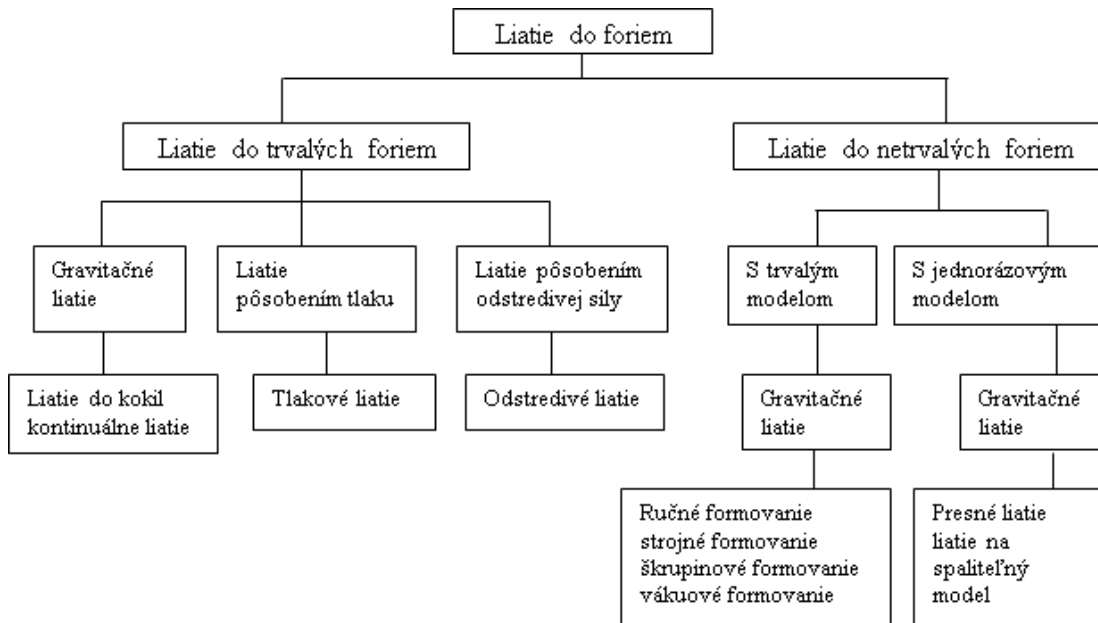 Liatie do foriem
Liatie do trvalých foriem
Liatie do netrvalých foriem
Gravitačné
liatie
Liatie
pôsobením tlaku
Liatie pôsobením
odstredivej sily
S trvalým
modelom
S jednorázovým
modelom
Liatie do kokil
kontinuálne liatie
Tlakové liatie
Odstredivé liatie
Gravitačné
liatie
Gravitačné
liatie
Ručné formovanie
strojné formovanie
škrupinové formovanie
vákuové formovanie
Presné liatie
liatie na
spaliteľný
model